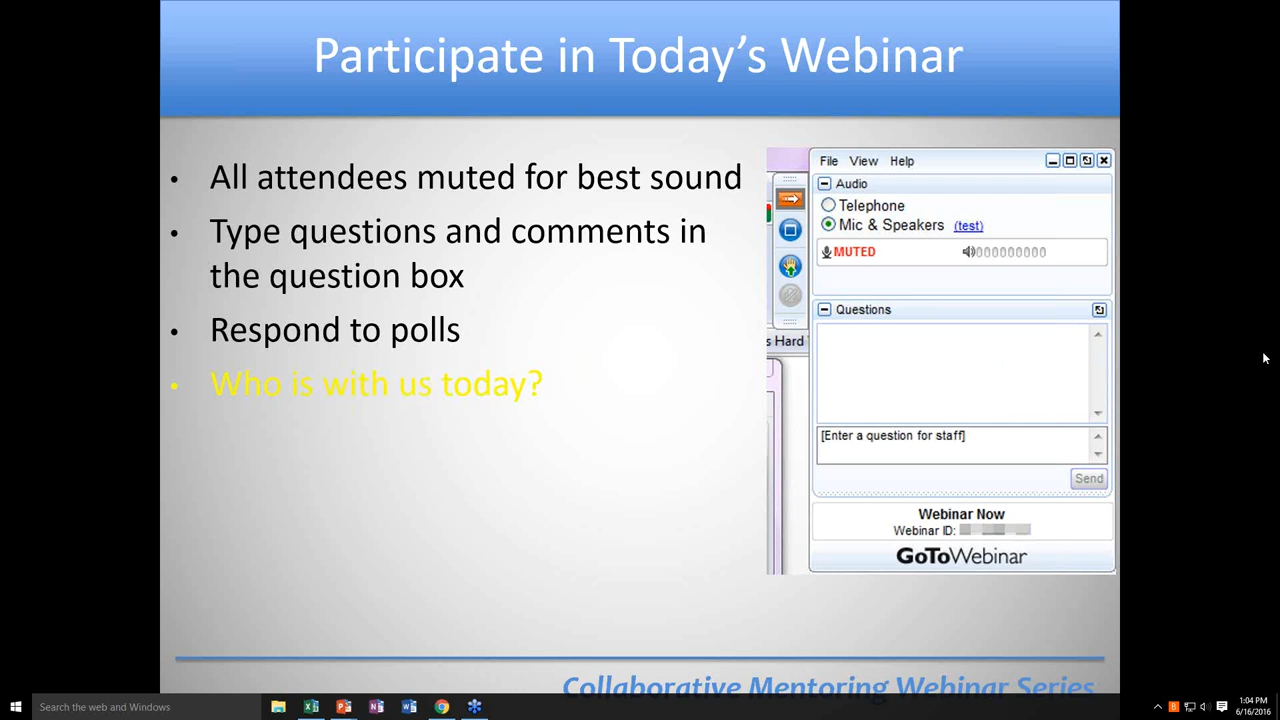 Participate in Today's Webinar
• All attendees muted for best sound
• Type questions and comments in
the question box
• Respond to polls
• Who is with us today?
File View Help
Audio
Telephone
Mic & Speakers (test)
MUTED
000000000
s Hard
Questions
[Enter a question for staff]
Send
Webinar Now
Webinar ID:
GoToWebinar
Collaborative Mentoring Webinar Series
Search the web and Windows
1:04 PM
6/16/2016